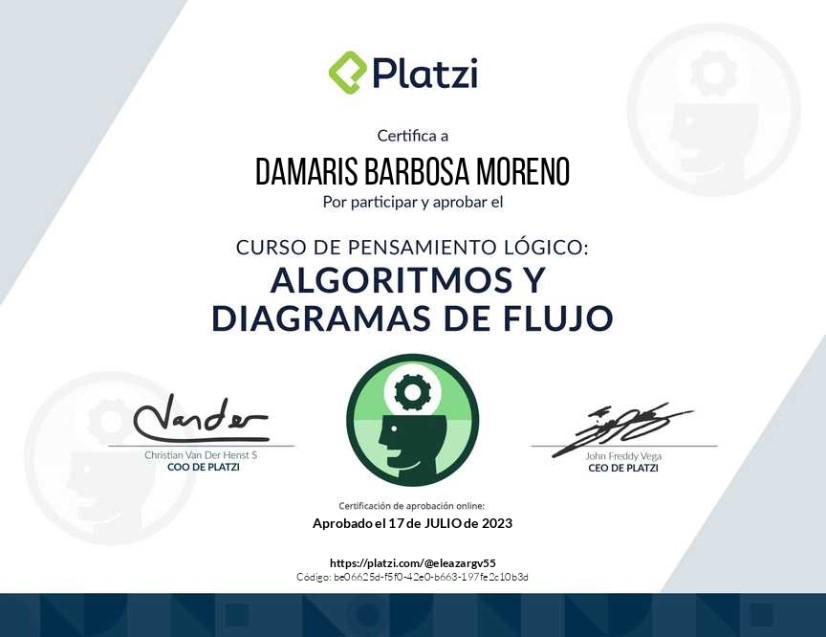 Platzi
Certifica a
DAMARIS BARBOSA MORENO
Por participar y aprobar el
CURSO DE PENSAMIENTO LÓGICO:
ALGORITMOS Y
DIAGRAMAS DE FLUJO
Vander
Christian Van Der Henst S
COO DE PLATZI
John Freddy Vega
CEO DE PLATZI
Certificación de aprobación online:
Aprobado el 17 de JULIO de 2023
https://platzi.com/@eleazargv55
Código: be06625d-f5f0-42e0-b663-197fe2c10b3d